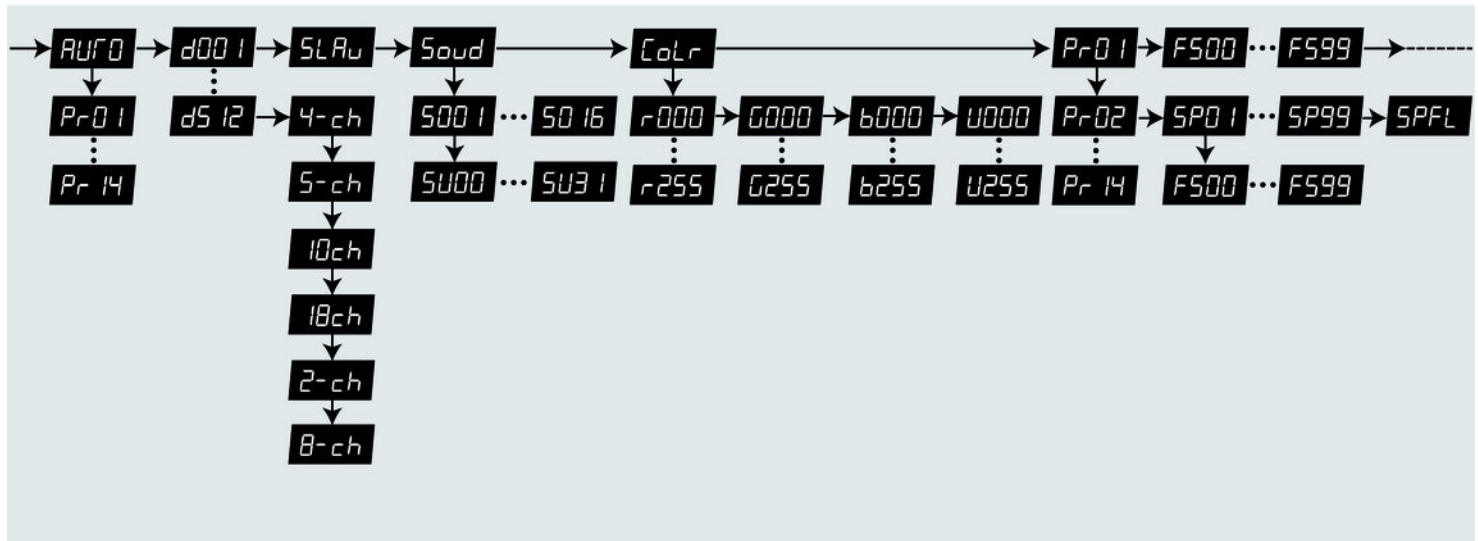 AUTO d001 SLAv Soud CoLr Pr01 FS00 ... FS99 -------
Pr01 dS12 4-ch S001 ... S016 r000 G000 b000 U000 Pr02 SP01 ... SP99 SPFL
Pr14 5-ch SU00 ... SU31 r255 G255 b255 U255 Pr14 FS00 ... FS99
10ch
18ch
2-ch
8-ch